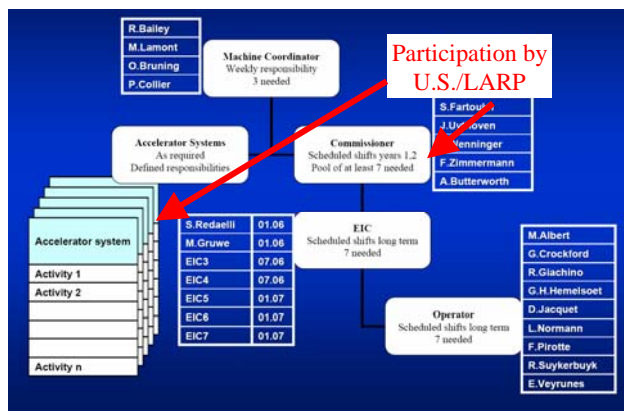 R.Bailey
M.Lamont
O.Bruning
P.Collier
Machine Coordinator
Weekly responsibility
3 needed
Participation by
U.S./LARP
Accelerator Systems
As required
Defined responsibilities
Commissioner
Scheduled shifts years 1,2
Pool of at least 7 needed
F.Zimmermann
A.Butterworth
Accelerator system
Activity 1
Activity 2
Activity n
S.Redaelli 01.06
M.Gruwe 01.06
EIC3 07.06
EIC4 07.06
EIC5 01.07
EIC6 01.07
EIC7 01.07
EIC
Scheduled shifts long term
7 needed
Operator
Scheduled shifts long term
7 needed
M.Albert
G.Crockford
R.Giachino
G.H.Hemelsoet
D.Jacquet
L.Normann
F.Pirotte
R.Suykerbuyk
E.Veyrunes